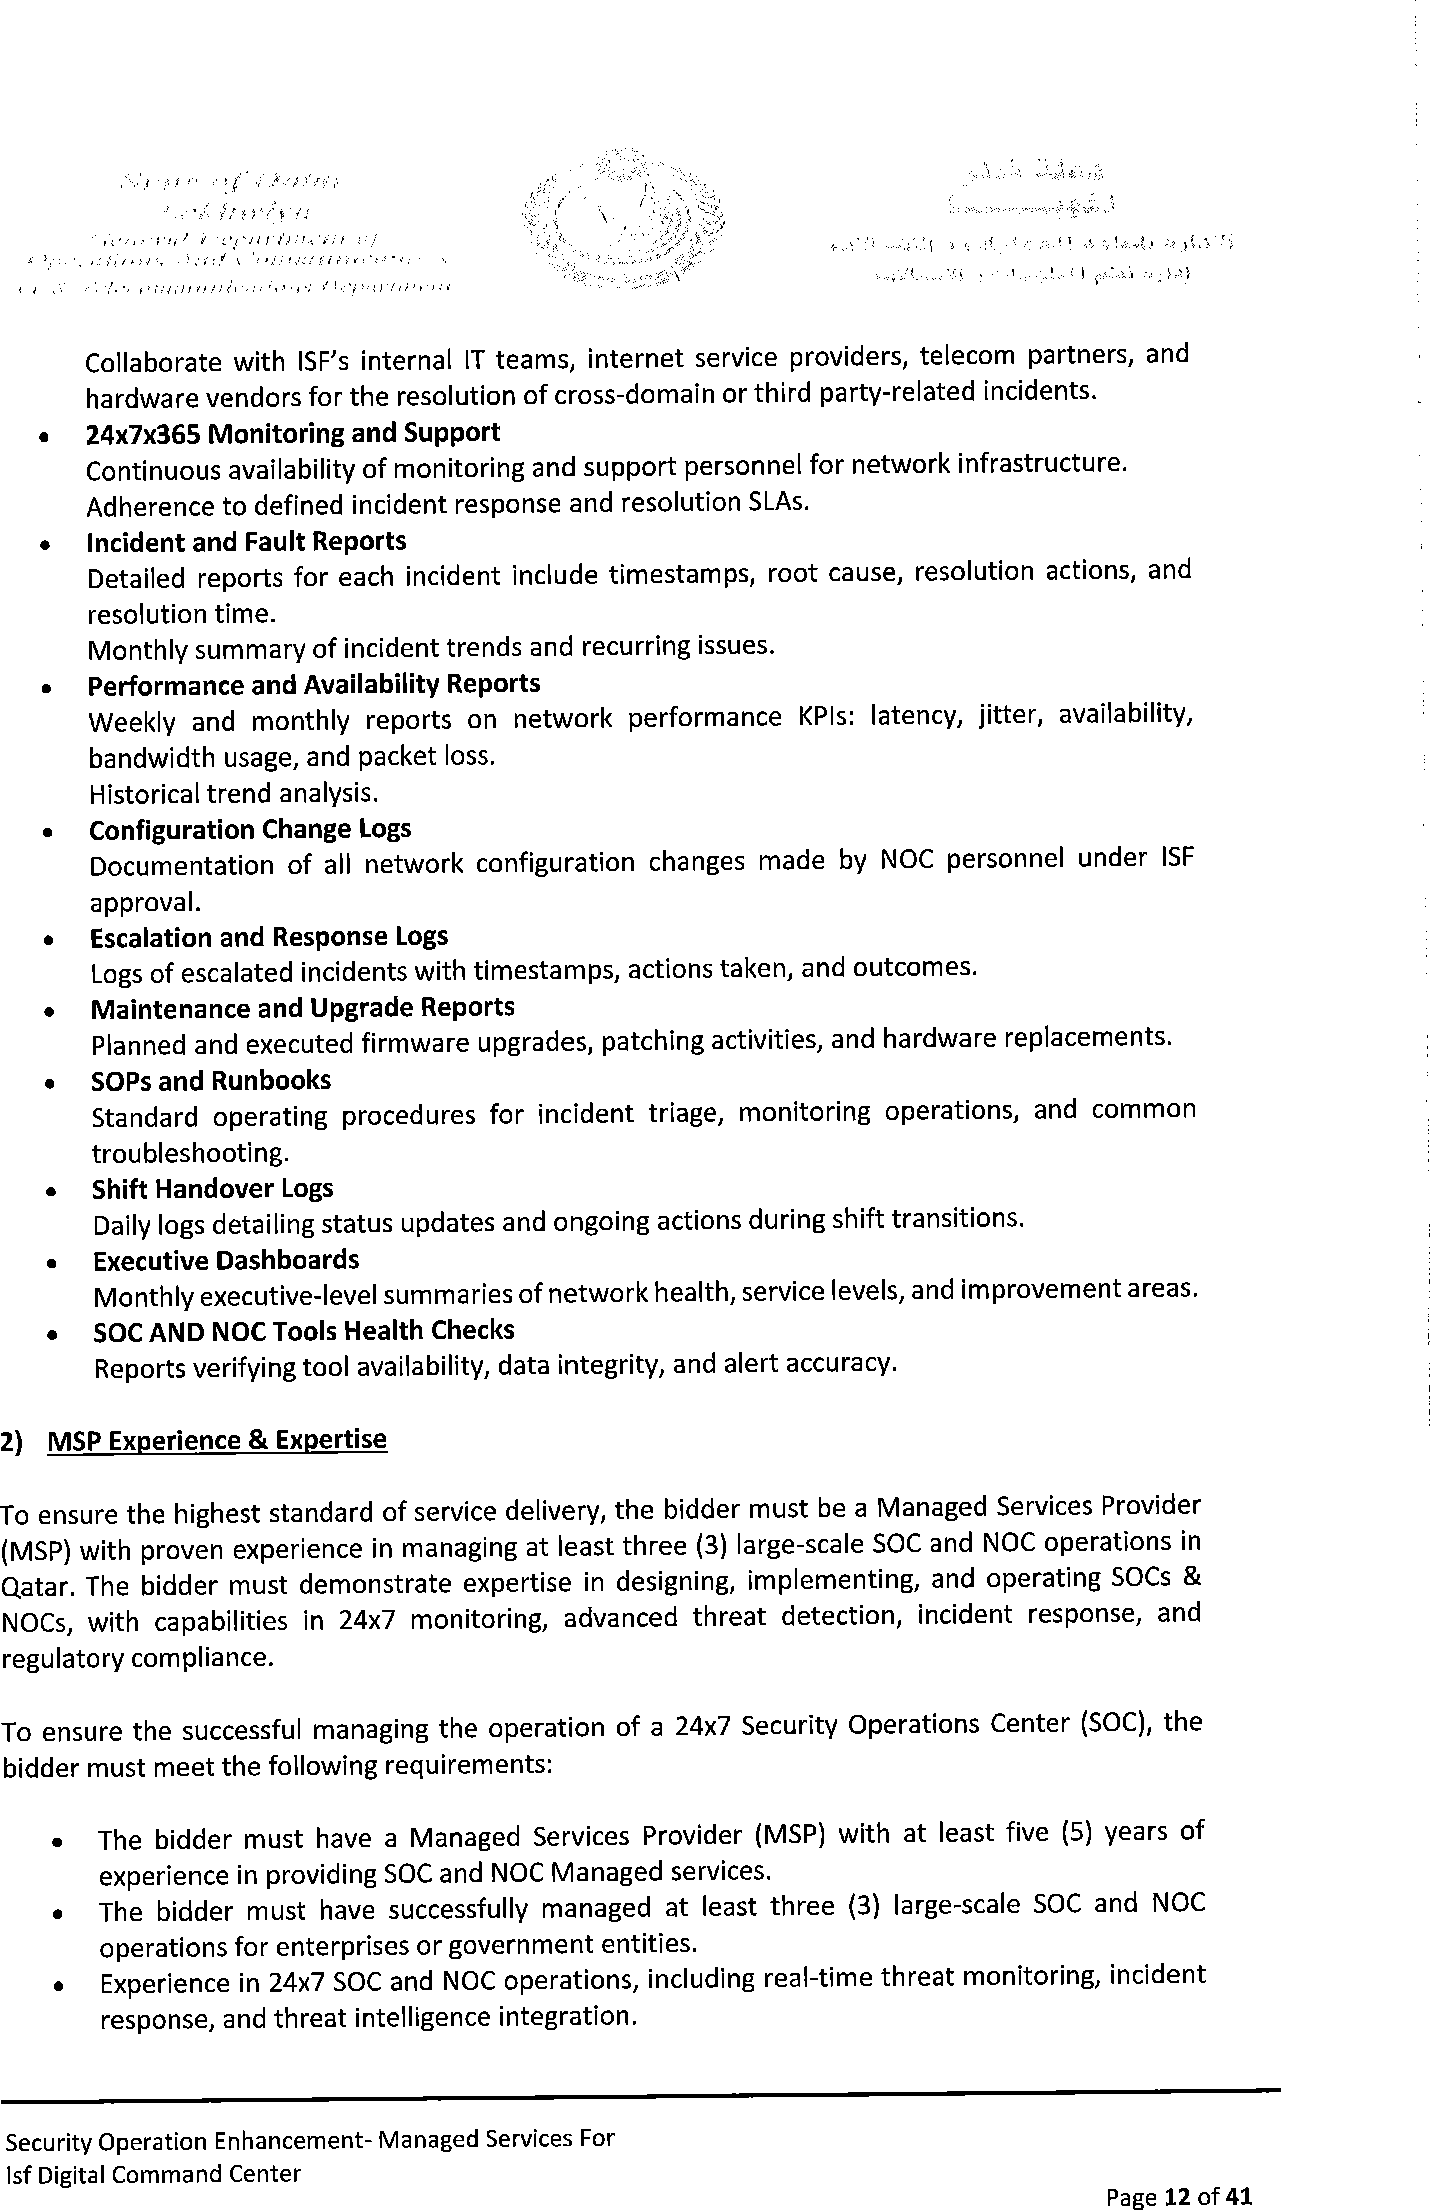 State of Qatar
Lekhwiya
General Department of
Operations And Communications
Telecommunications Department
Collaborate with ISF's internal IT teams, internet service providers, telecom partners, and
hardware vendors for the resolution of cross-domain or third party-related incidents.
• 24x7x365 Monitoring and Support
Continuous availability of monitoring and support personnel for network infrastructure.
Adherence to defined incident response and resolution SLAs.
• Incident and Fault Reports
Detailed reports for each incident include timestamps, root cause, resolution actions, and
resolution time.
Monthly summary of incident trends and recurring issues.
• Performance and Availability Reports
Weekly and monthly reports on network performance KPIs: latency, jitter, availability,
bandwidth usage, and packet loss.
Historical trend analysis.
• Configuration Change Logs
Documentation of all network configuration changes made by NOC personnel under ISF
approval.
• Escalation and Response Logs
Logs of escalated incidents with timestamps, actions taken, and outcomes.
• Maintenance and Upgrade Reports
Planned and executed firmware upgrades, patching activities, and hardware replacements.
• SOPs and Runbooks
Standard operating procedures for incident triage, monitoring operations, and common
troubleshooting.
• Shift Handover Logs
Daily logs detailing status updates and ongoing actions during shift transitions.
• Executive Dashboards
Monthly executive-level summaries of network health, service levels, and improvement areas.
• SOC AND NOC Tools Health Checks
Reports verifying tool availability, data integrity, and alert accuracy.
2) MSP Experience & Expertise
To ensure the highest standard of service delivery, the bidder must be a Managed Services Provider
(MSP) with proven experience in managing at least three (3) large-scale SOC and NOC operations in
Qatar. The bidder must demonstrate expertise in designing, implementing, and operating SOCs &
NOCs, with capabilities in 24x7 monitoring, advanced threat detection, incident response, and
regulatory compliance.
To ensure the successful managing the operation of a 24x7 Security Operations Center (SOC), the
bidder must meet the following requirements:
• The bidder must have a Managed Services Provider (MSP) with at least five (5) years of
experience in providing SOC and NOC Managed services.
• The bidder must have successfully managed at least three (3) large-scale SOC and NOC
operations for enterprises or government entities.
• Experience in 24x7 SOC and NOC operations, including real-time threat monitoring, incident
response, and threat intelligence integration.
Security Operation Enhancement- Managed Services For
Isf Digital Command Center
Page 12 of 41